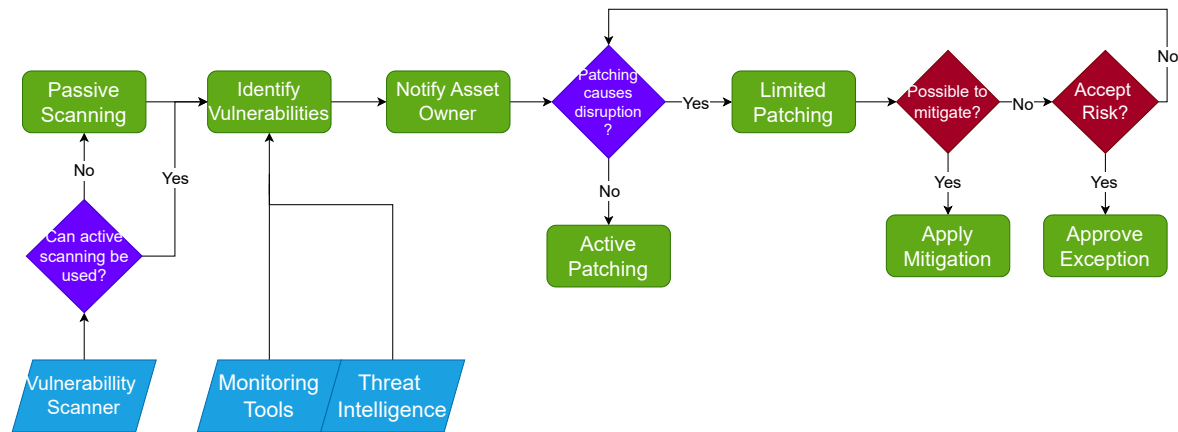 Passive
Scanning
Identify
Vulnerabilities
Notify Asset
Owner
Patching
causes
disruption
?
Yes
Limited
Patching
Possible to
mitigate?
No
Accept
Risk?
No
No
Yes
No
Yes
Yes
Can active
scanning be
used?
Active
Patching
Apply
Mitigation
Approve
Exception
Vulnerabillity
Scanner
Monitoring
Tools
Threat
Intelligence